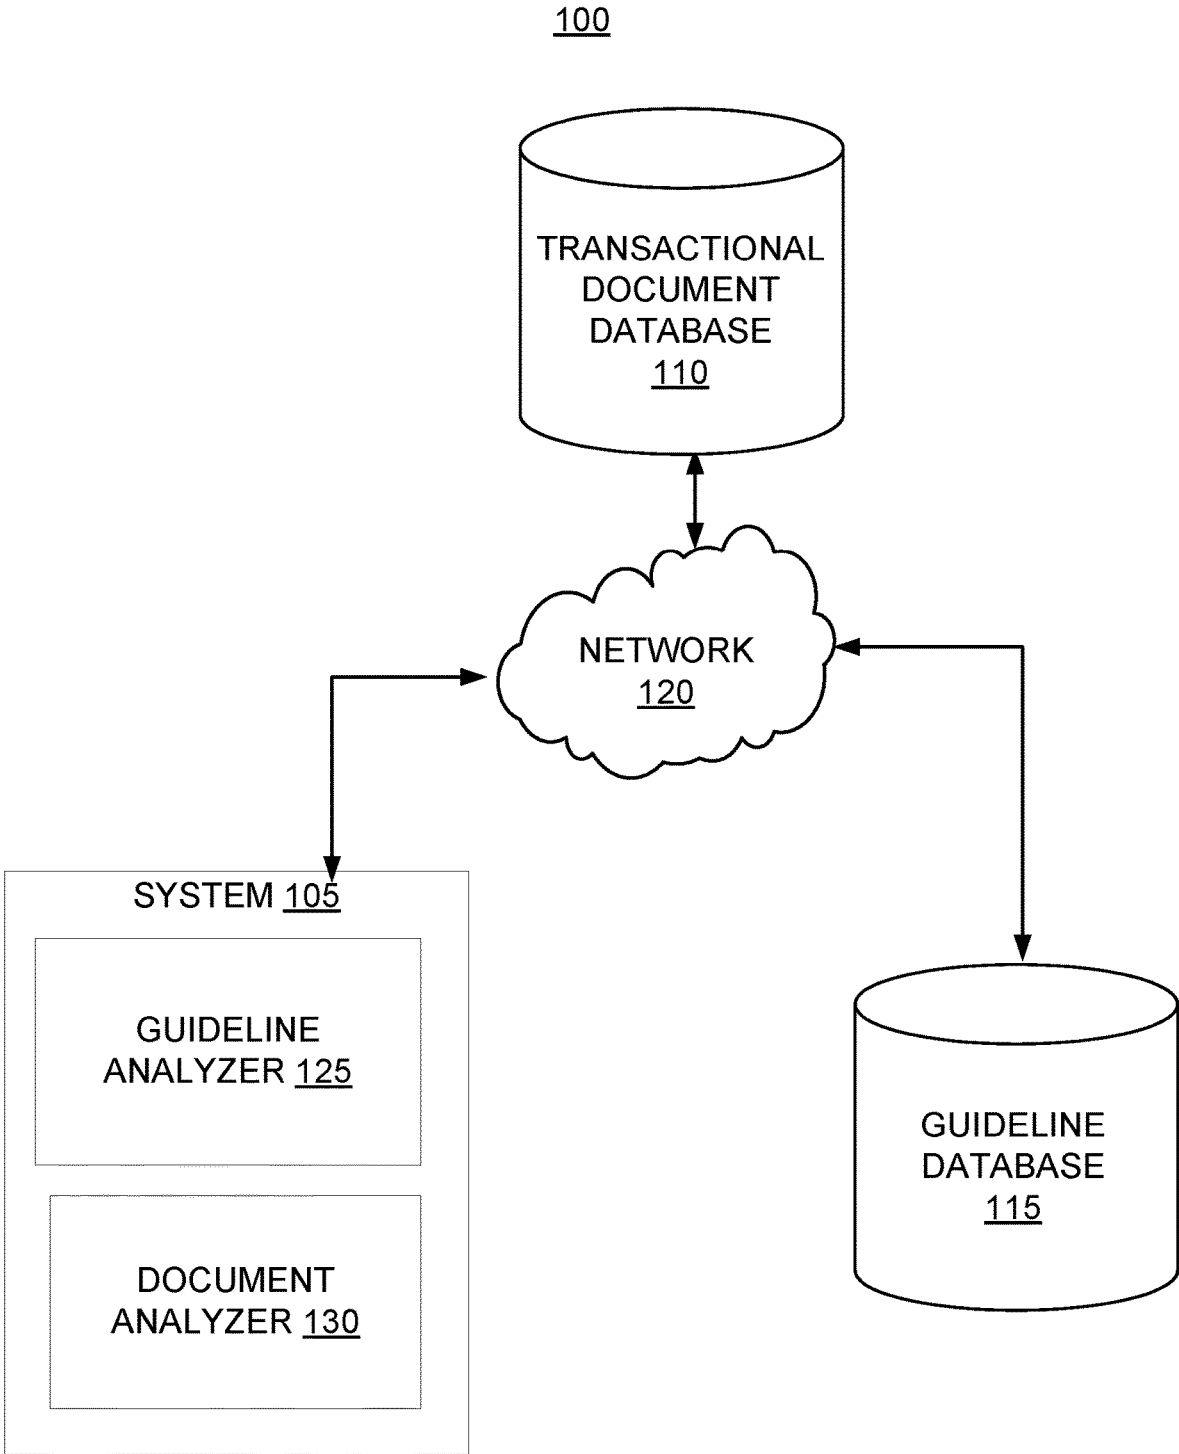 100
TRANSACTIONAL
DOCUMENT
DATABASE
110
NETWORK
120
SYSTEM 105
GUIDELINE
ANALYZER 125
DOCUMENT
ANALYZER 130
GUIDELINE
DATABASE
115